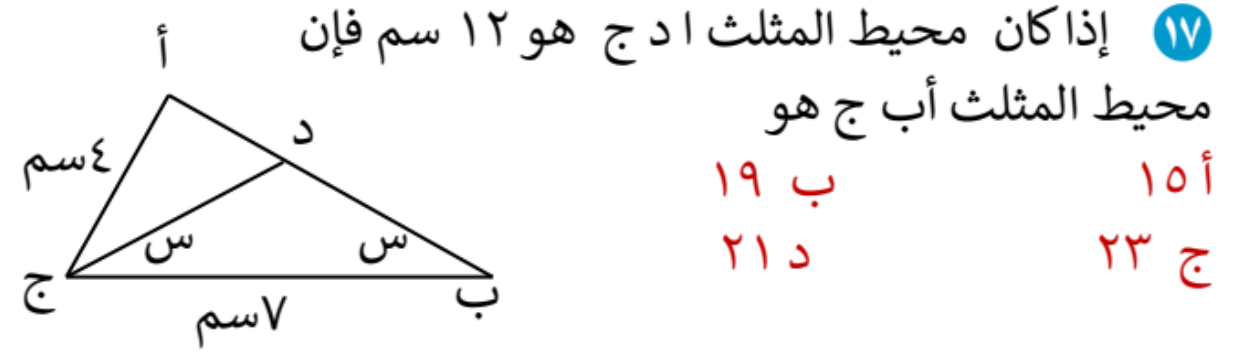 ١٧ إذا كان محيط المثلث ا د ج هو ١٢ سم فإن
محيط المثلث أ ب ج هو
أ ١٥ ب ١٩
ج ٢٣ د ٢١
أ
د
٤سم
س س
ج ب
٧سم